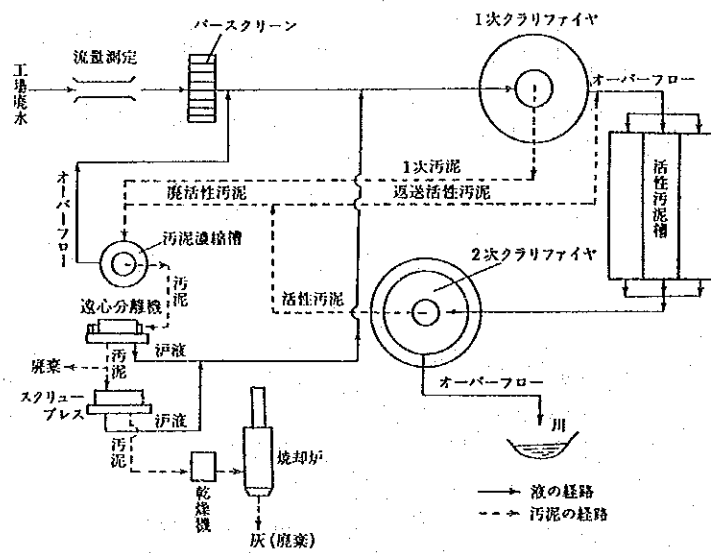 バースクリーン
1次クラリファイヤ
流量測定
オーバーフロー
工場廃水
1次汚泥
廃活性汚泥
返送活性汚泥
活性汚泥槽
オーバーフロー
汚泥濃縮槽
2次クラリファイヤ
汚泥
活性汚泥
遠心分離機
汚泥
沪液
廃棄
スクリュー
プレス
沪液
汚泥
オーバーフロー
川
焼却炉
乾燥機
灰(廃棄)
液の経路
汚泥の経路